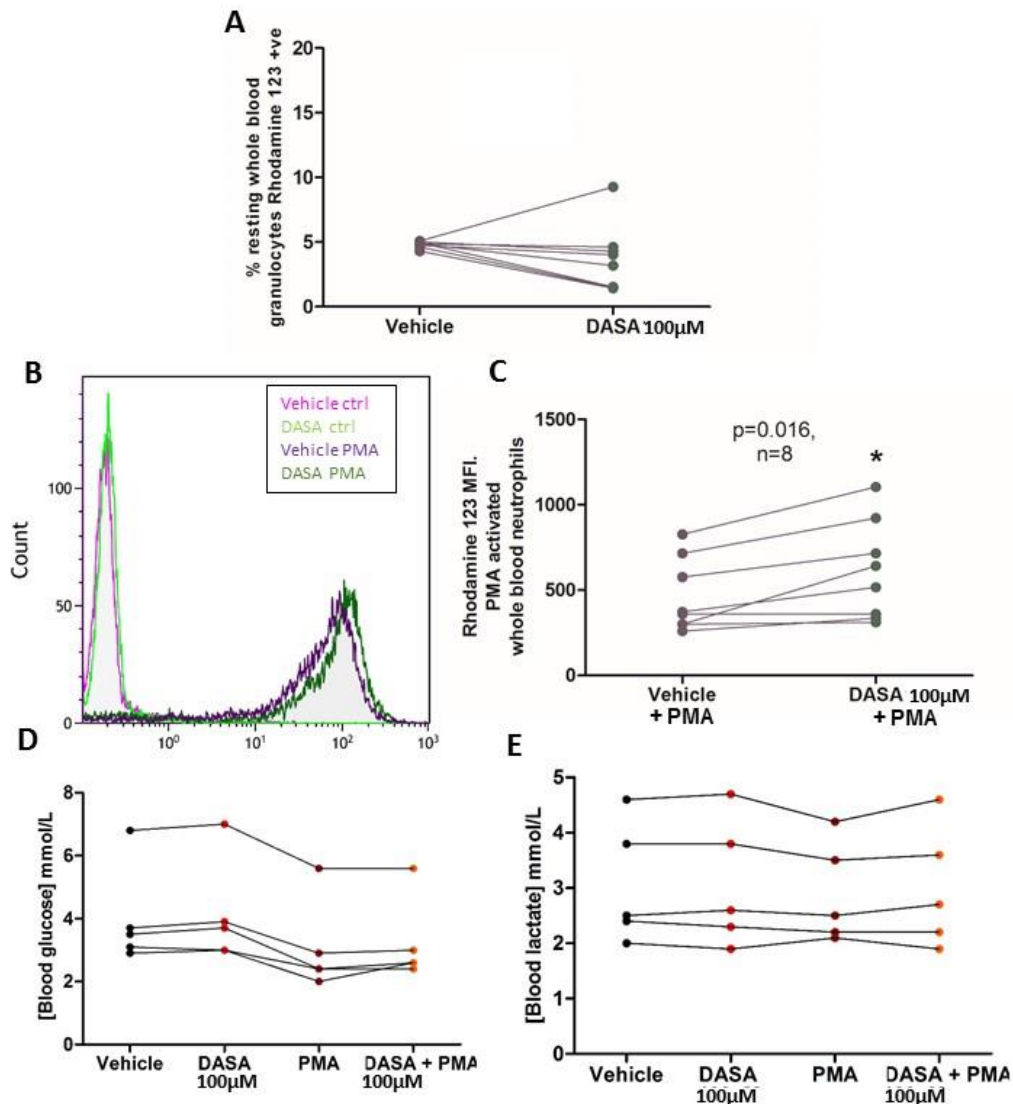 A
% resting whole blood
granulocytes Rhodamine 123 +ve
20
15
10
5
0
Vehicle
DASA 100µM
B
Vehicle ctrl
DASA ctrl
Vehicle PMA
DASA PMA
Count
100
50
0
10⁰
10¹
10²
10³
C
Rhodamine 123 MFI.
PMA activated
whole blood neutrophils
1500
1000
500
0
p=0.016,
n=8
*
Vehicle
+ PMA
DASA 100µM
+ PMA
D
[Blood glucose] mmol/L
8
6
4
2
0
Vehicle
DASA
100µM
PMA
DASA + PMA
100µM
E
[Blood lactate] mmol/L
5
4
3
2
1
0
Vehicle
DASA
100µM
PMA
DASA + PMA
100µM